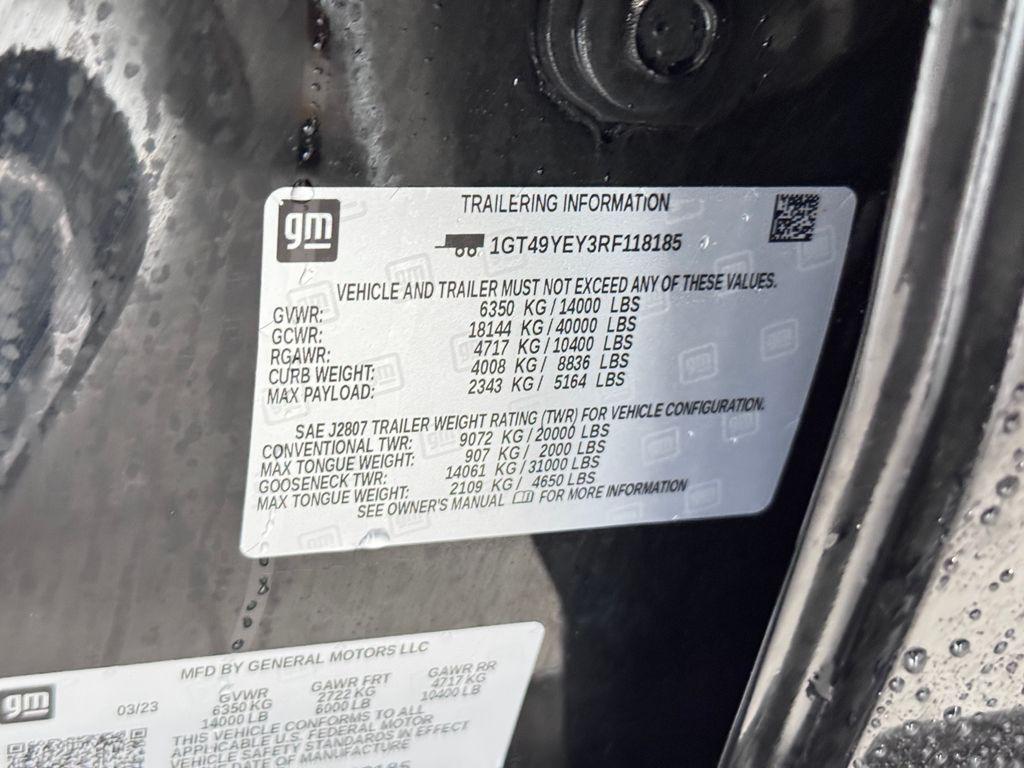 gm
TRAILERING INFORMATION
1GT49YEY3RF118185
VEHICLE AND TRAILER MUST NOT EXCEED ANY OF THESE VALUES.
GVWR: 6350 KG / 14000 LBS
GCWR: 18144 KG / 40000 LBS
RGAWR: 4717 KG / 10400 LBS
CURB WEIGHT: 4008 KG / 8836 LBS
MAX PAYLOAD: 2343 KG / 5164 LBS
SAE J2807 TRAILER WEIGHT RATING (TWR) FOR VEHICLE CONFIGURATION.
CONVENTIONAL TWR: 9072 KG / 20000 LBS
MAX TONGUE WEIGHT: 907 KG / 2000 LBS
GOOSENECK TWR: 14061 KG / 31000 LBS
MAX TONGUE WEIGHT: 2109 KG / 4650 LBS
SEE OWNER'S MANUAL FOR MORE INFORMATION
MFD BY GENERAL MOTORS LLC
gm
03/23
GVWR GAWR FRT GAWR RR
6350 KG 2722 KG 4717 KG
14000 LB 6000 LB 10400 LB
THIS VEHICLE CONFORMS TO ALL
APPLICABLE U.S. FEDERAL MOTOR
VEHICLE SAFETY STANDARDS IN EFFECT
DATE OF MANUFACTURE